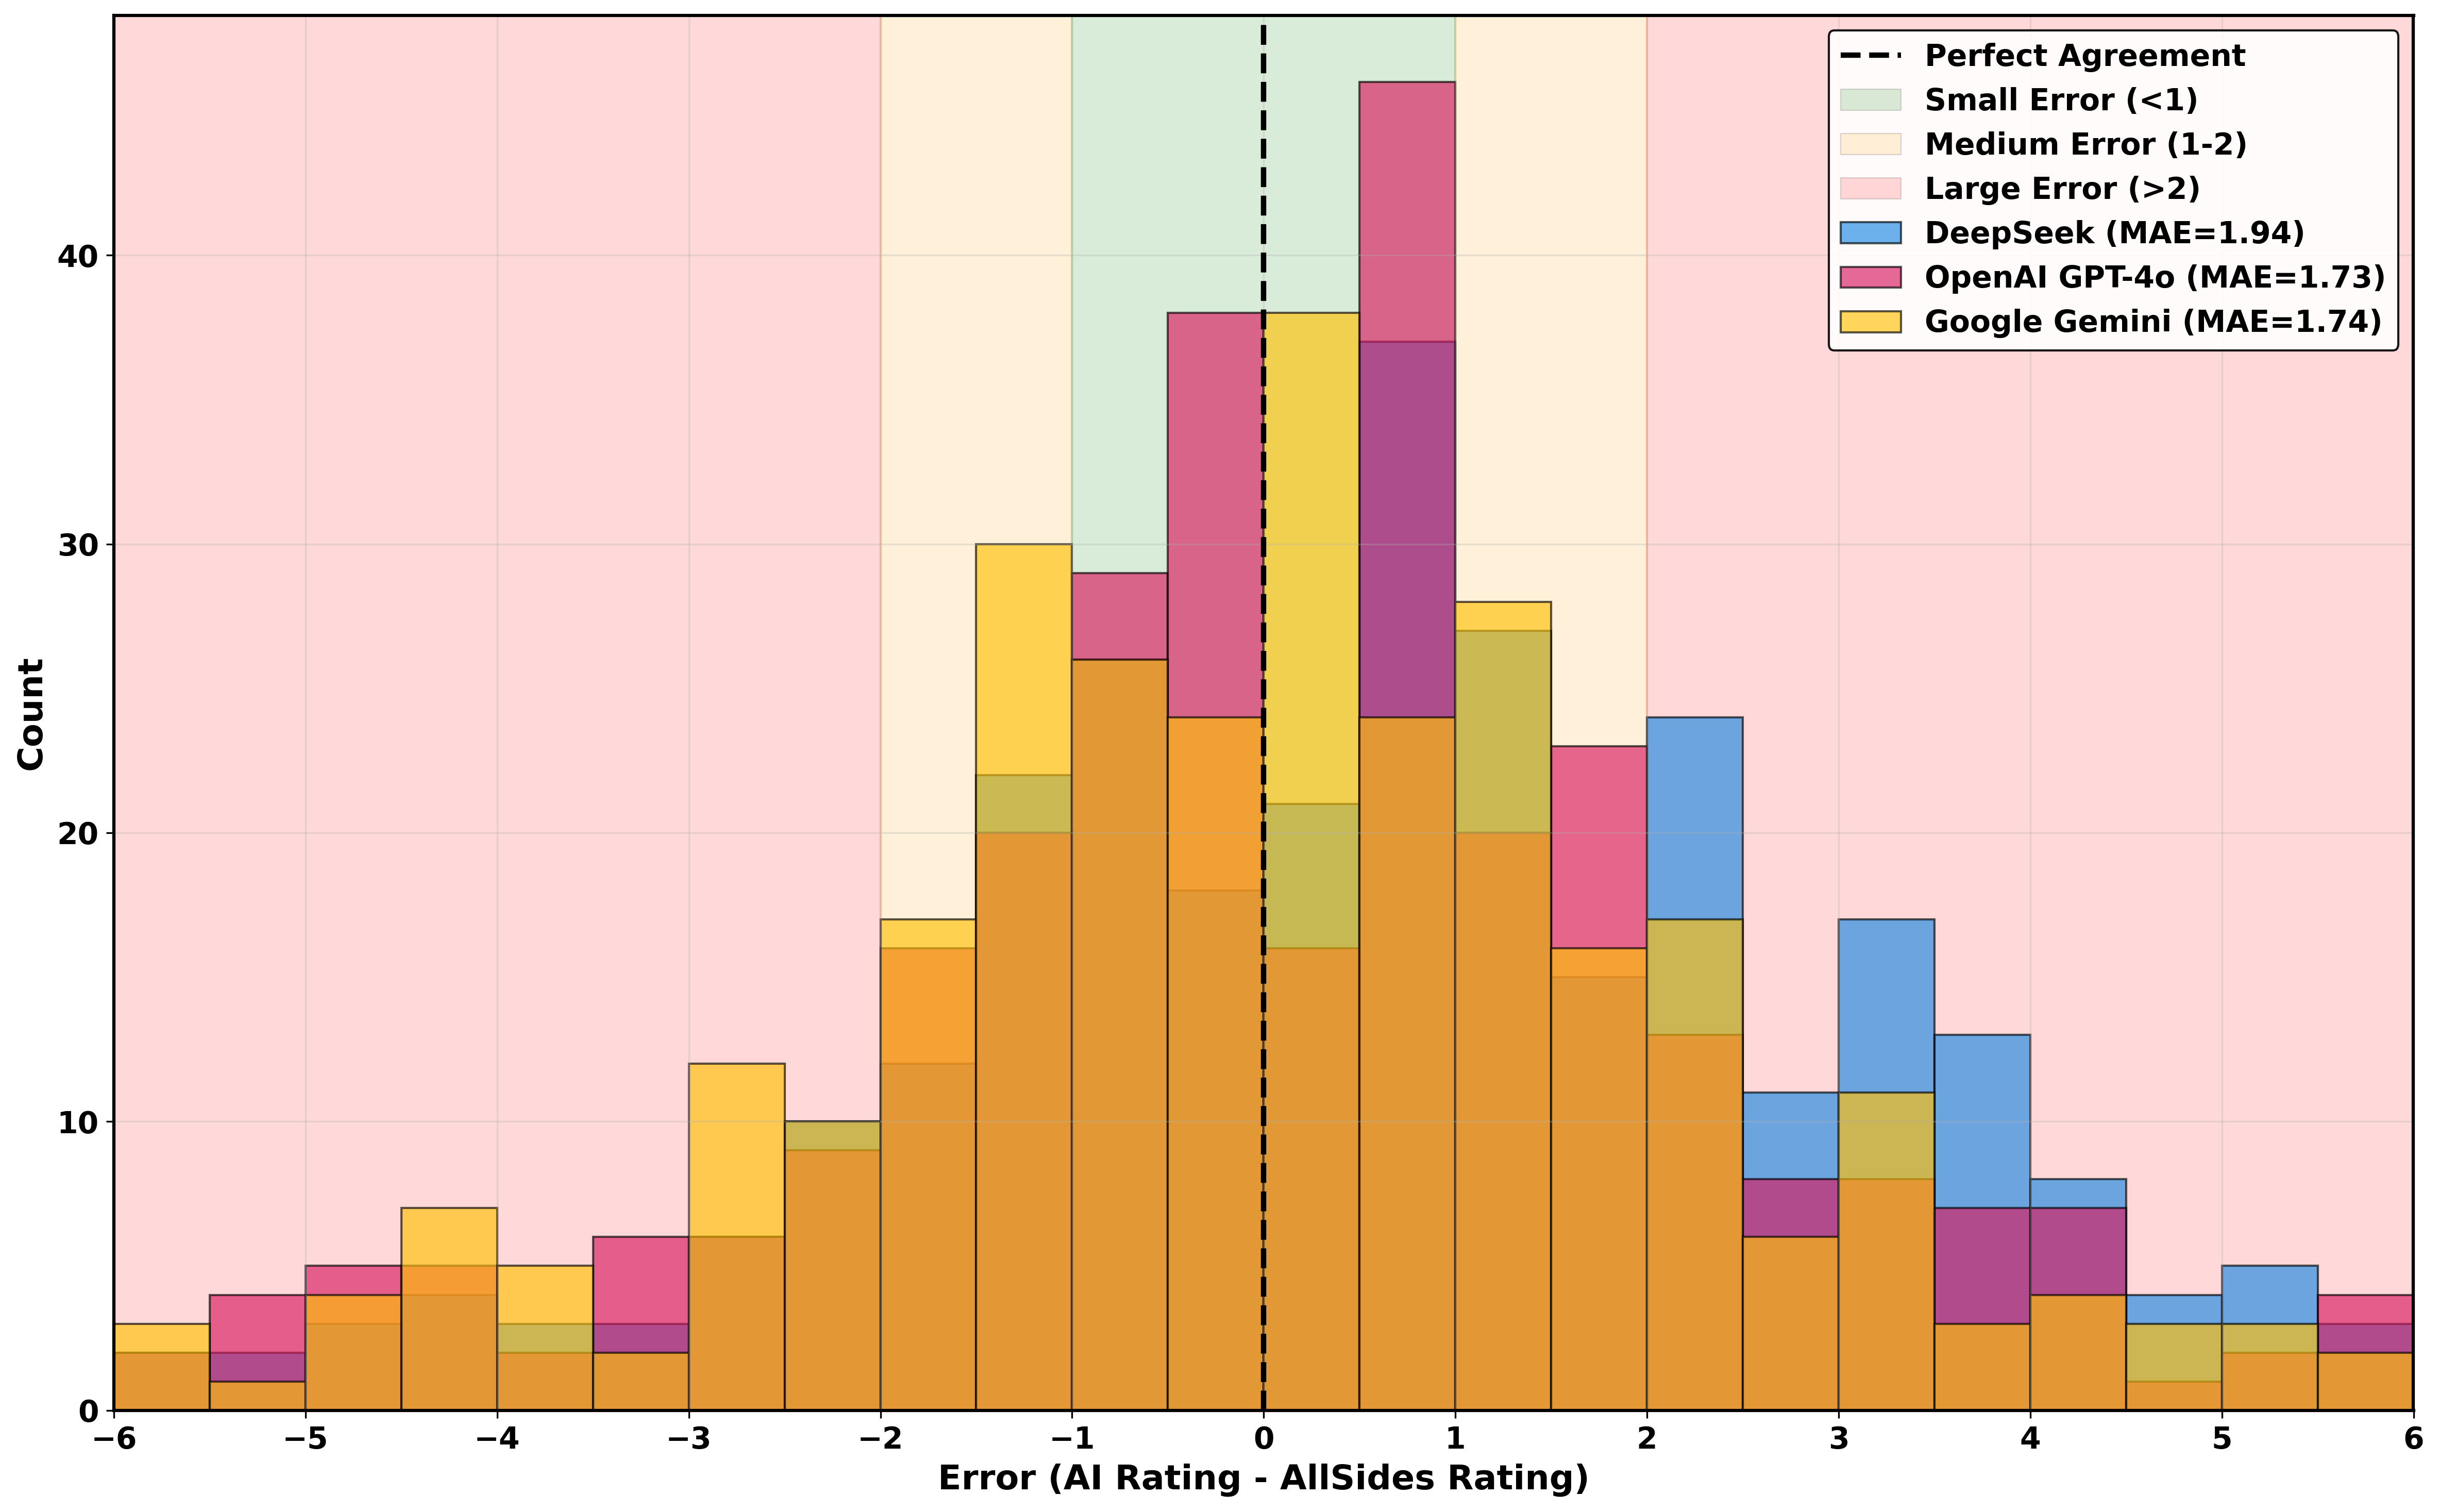 Perfect Agreement
Small Error (<1)
Medium Error (1-2)
Large Error (>2)
DeepSeek (MAE=1.94)
OpenAI GPT-4o (MAE=1.73)
Google Gemini (MAE=1.74)
Count
40
30
20
10
0
−6 −5 −4 −3 −2 −1 0 1 2 3 4 5 6
Error (AI Rating - AllSides Rating)